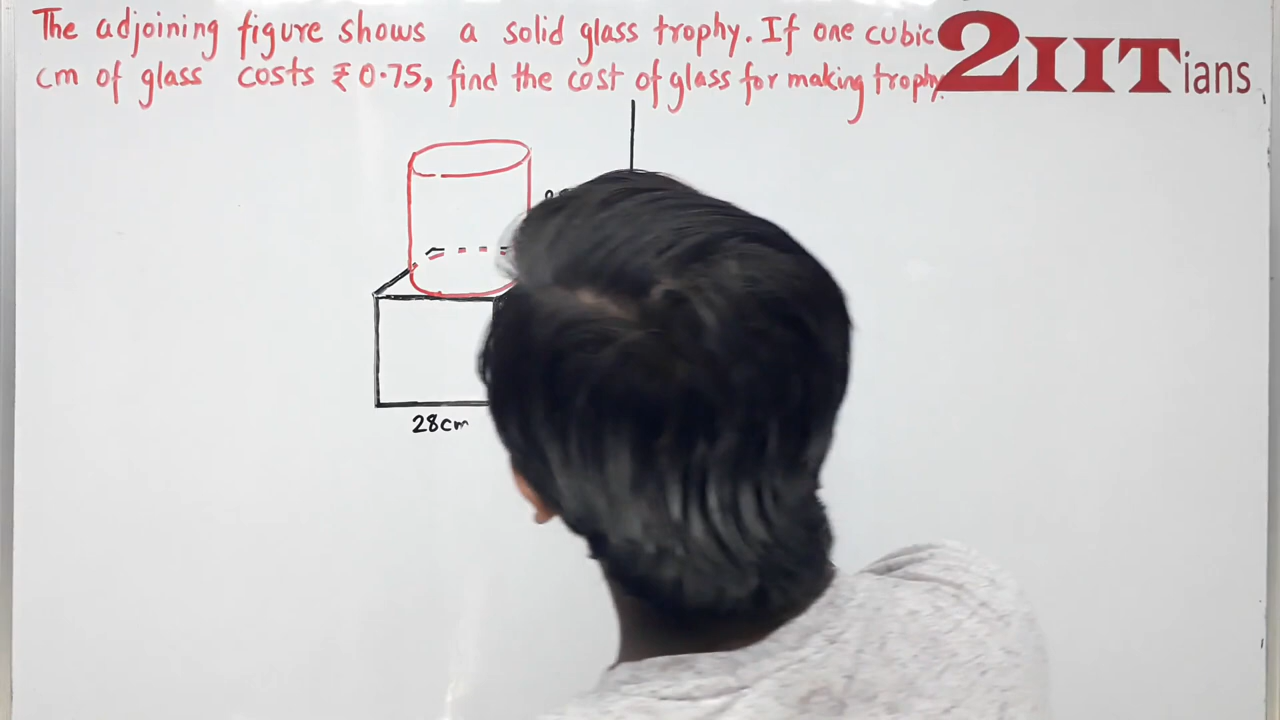 The adjoining figure shows a solid glass trophy. If one cubic
cm of glass costs ₹0.75, find the cost of glass for making trophy.
2IITians
28cm